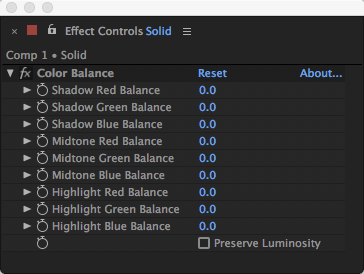 × Effect Controls Solid ≡
Comp 1 • Solid
fx Color Balance Reset About...
Shadow Red Balance 0.0
Shadow Green Balance 0.0
Shadow Blue Balance 0.0
Midtone Red Balance 0.0
Midtone Green Balance 0.0
Midtone Blue Balance 0.0
Highlight Red Balance 0.0
Highlight Green Balance 0.0
Highlight Blue Balance 0.0
Preserve Luminosity